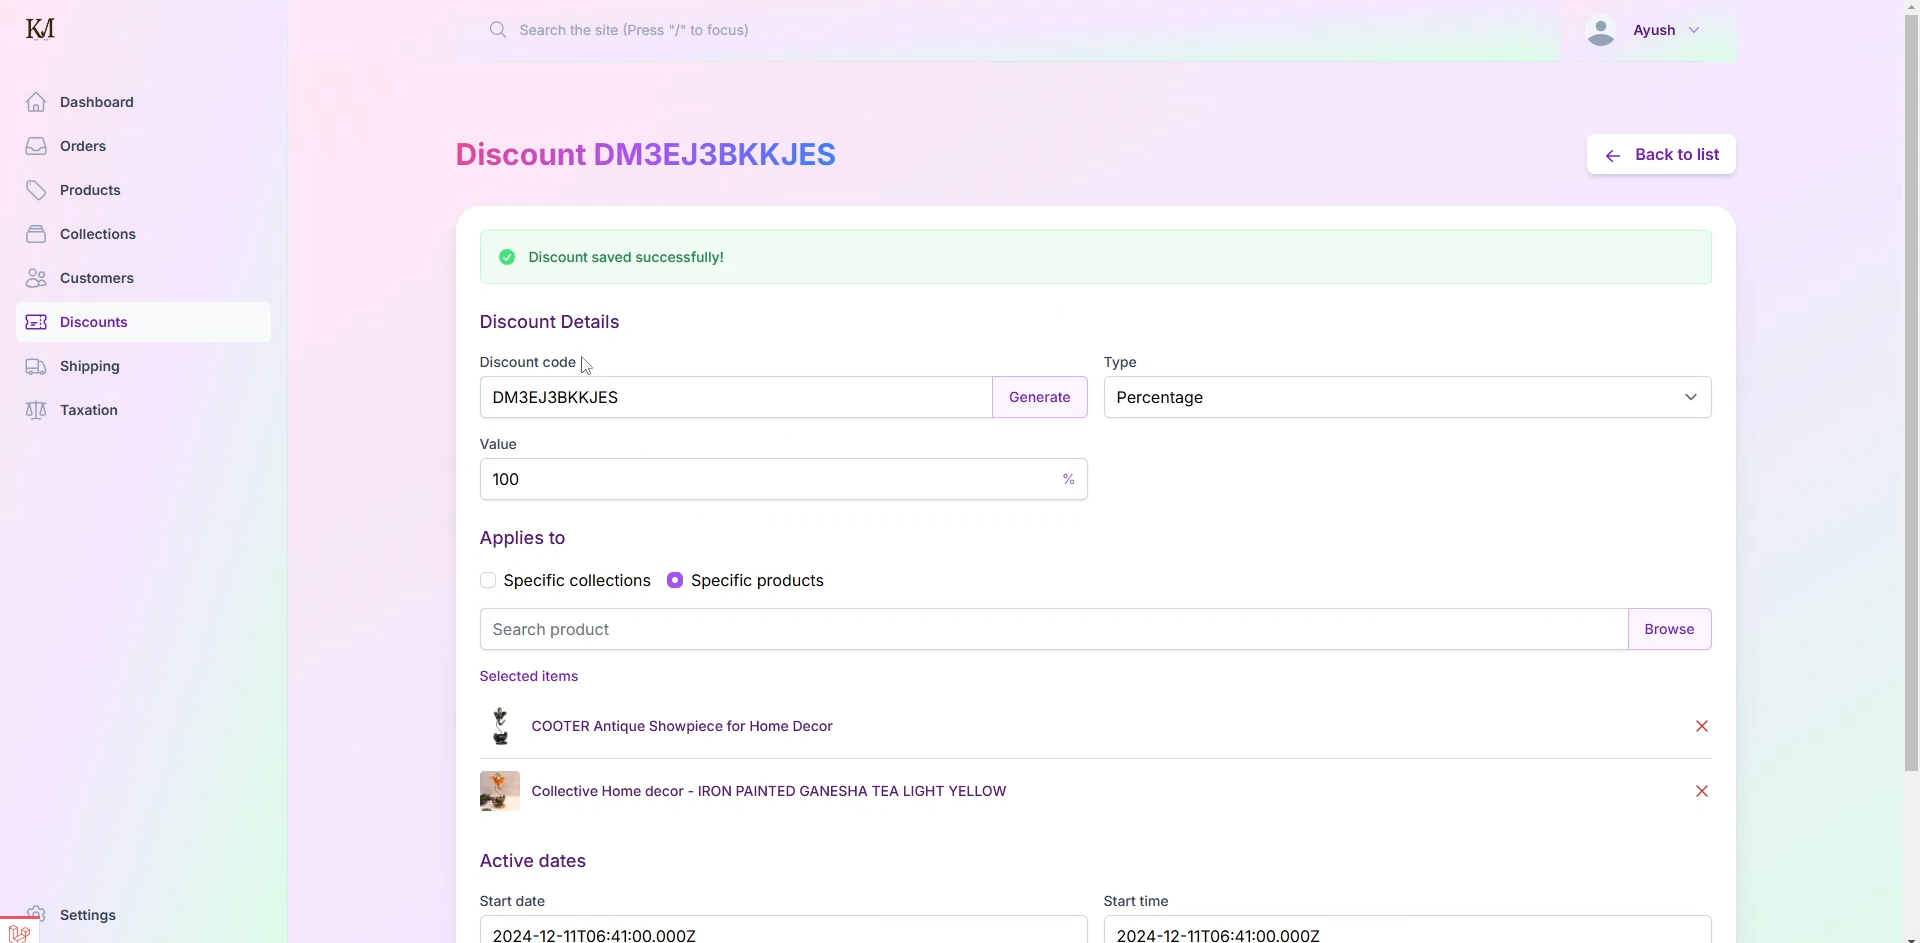 KM
Search the site (Press "/" to focus)
Ayush
Dashboard
Orders
Products
Collections
Customers
Discounts
Shipping
Taxation
Settings
Discount DM3EJ3BKKJES
Back to list
Discount saved successfully!
Discount Details
Discount code
Type
DM3EJ3BKKJES
Generate
Percentage
Value
100
%
Applies to
Specific collections
Specific products
Search product
Browse
Selected items
COOTER Antique Showpiece for Home Decor
Collective Home decor - IRON PAINTED GANESHA TEA LIGHT YELLOW
Active dates
Start date
Start time
2024-12-11T06:41:00.000Z
2024-12-11T06:41:00.000Z